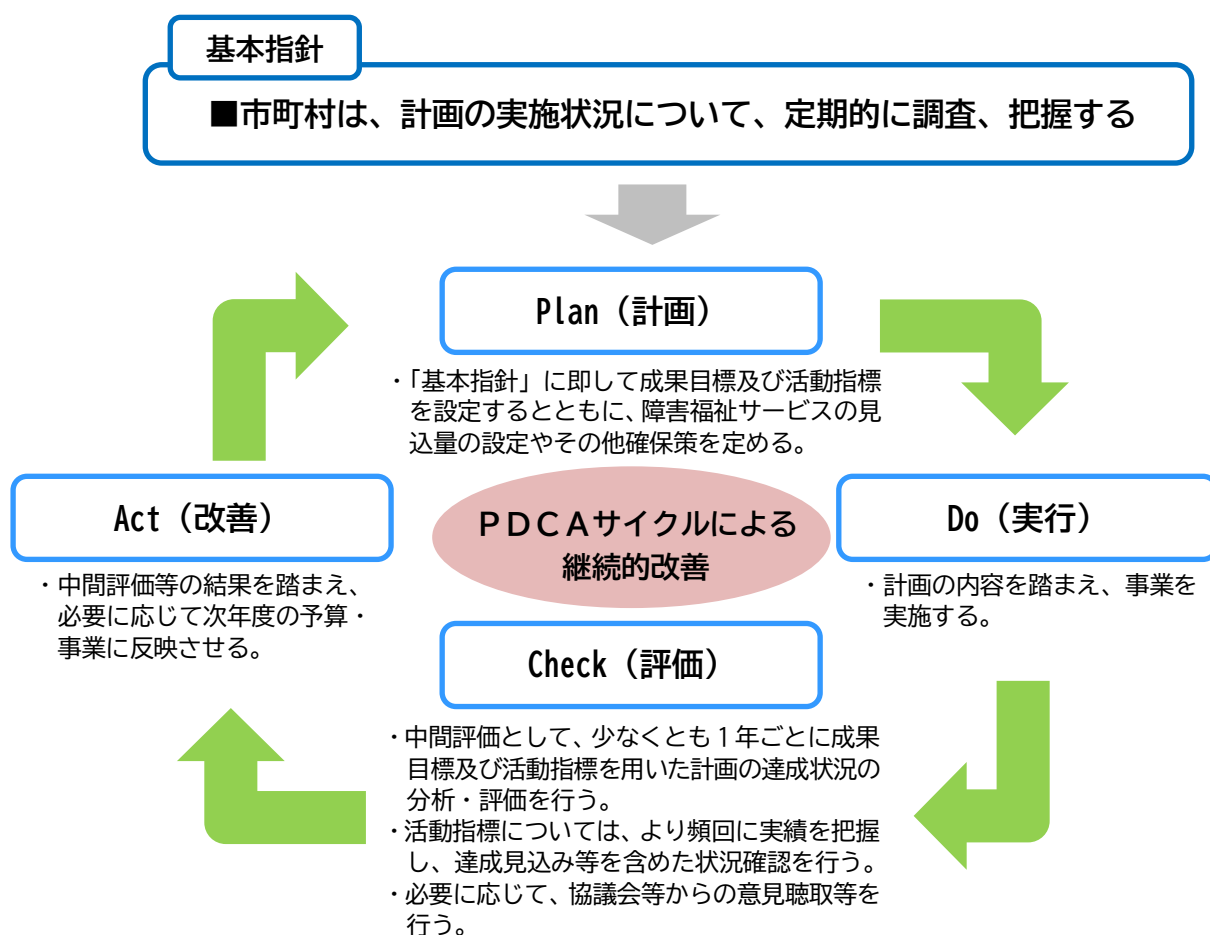 基本指針
■市町村は、計画の実施状況について、定期的に調査、把握する
Plan（計画）
・「基本指針」に即して成果目標及び活動指標
を設定するとともに、障害福祉サービスの見
込量の設定やその他確保策を定める。
Act（改善）
・中間評価等の結果を踏まえ、
必要に応じて次年度の予算・
事業に反映させる。
ＰＤＣＡサイクルによる
継続的改善
Do（実行）
・計画の内容を踏まえ、事業を
実施する。
Check（評価）
・中間評価として、少なくとも１年ごとに成果
目標及び活動指標を用いた計画の達成状況の
分析・評価を行う。
・活動指標については、より頻回に実績を把握
し、達成見込み等を含めた状況確認を行う。
・必要に応じて、協議会等からの意見聴取等を
行う。